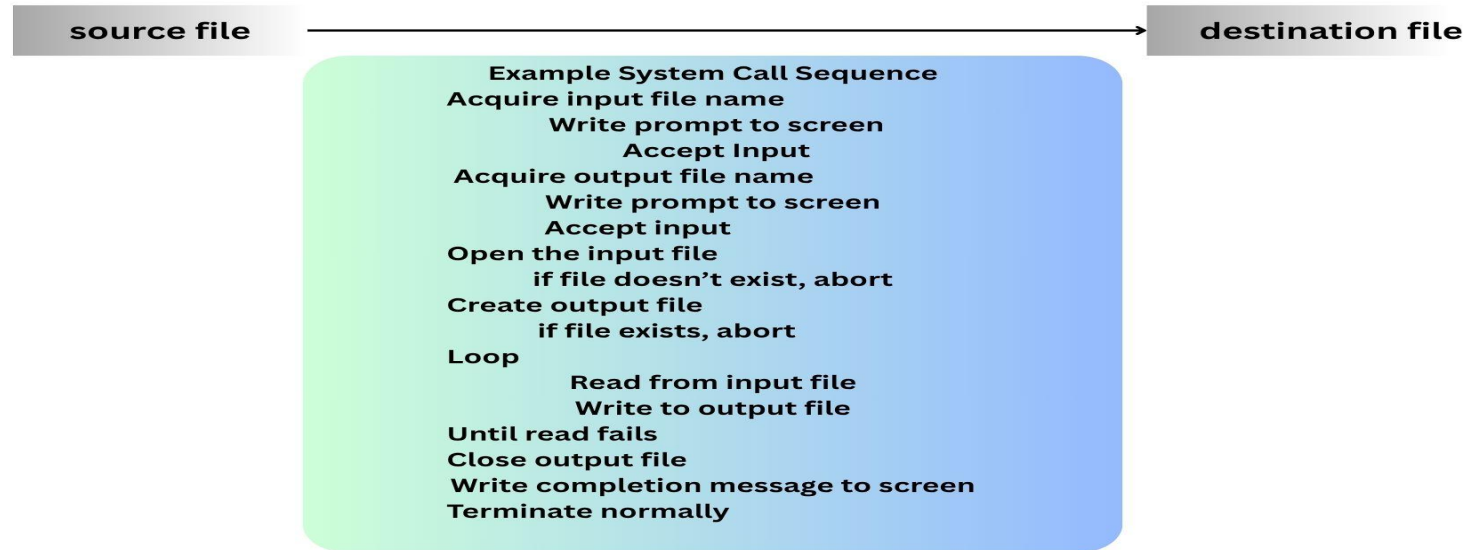 source file
destination file
Example System Call Sequence
Acquire input file name
Write prompt to screen
Accept Input
Acquire output file name
Write prompt to screen
Accept input
Open the input file
if file doesn’t exist, abort
Create output file
if file exists, abort
Loop
Read from input file
Write to output file
Until read fails
Close output file
Write completion message to screen
Terminate normally